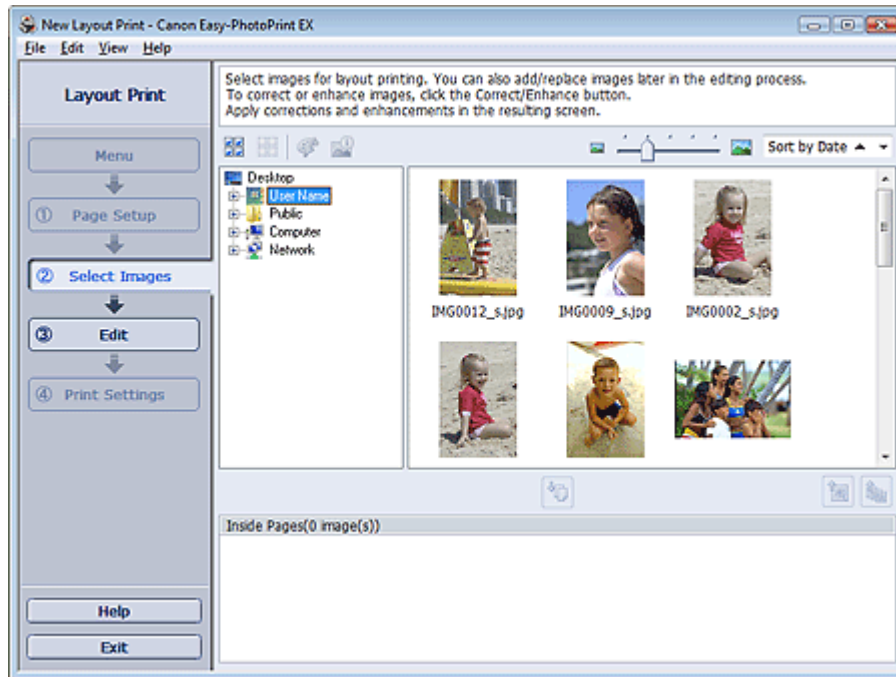 New Layout Print - Canon Easy-PhotoPrint EX
File Edit View Help
Layout Print
Menu
① Page Setup
② Select Images
③ Edit
④ Print Settings
Help
Exit
Select images for layout printing. You can also add/replace images later in the editing process.
To correct or enhance images, click the Correct/Enhance button.
Apply corrections and enhancements in the resulting screen.
Sort by Date
Desktop
User Name
Public
Computer
Network
IMG0012_s.jpg IMG0009_s.jpg IMG0002_s.jpg
Inside Pages(0 image(s))